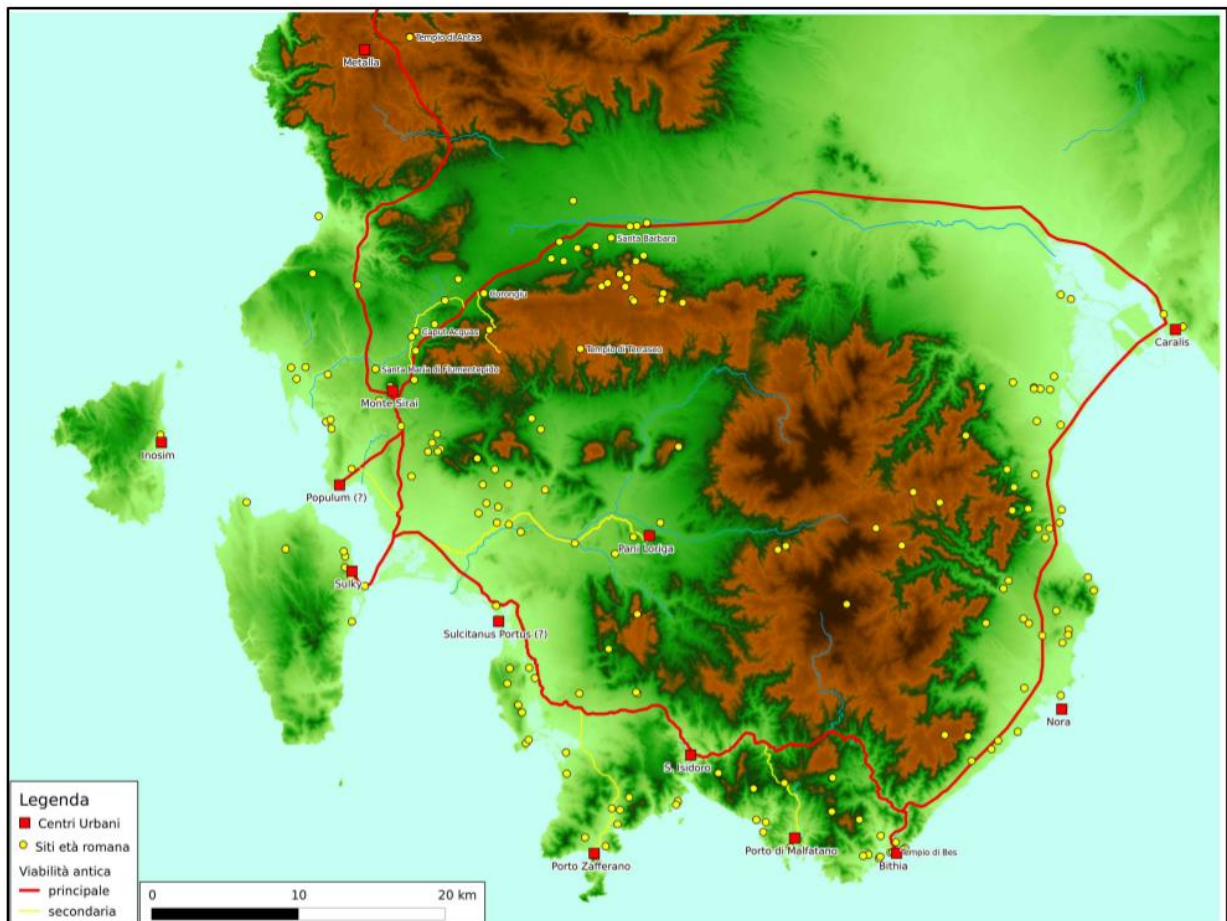 Tempio di Antas
Metalla
Santa Barbara
Corongiu
Caput Acquas
Tempio di Terraseo
Caralis
Santa Maria di Flumentepido
Monte Sirai
Inosim
Populum (?)
Pani Loriga
Sulky
Sulcitanus Portus (?)
Nora
S. Isidoro
Porto Zafferano
Porto di Malfatano
Tempio di Bes
Bithia
Legenda
Centri Urbani
Siti età romana
Viabilità antica
principale
secondaria
0 10 20 km